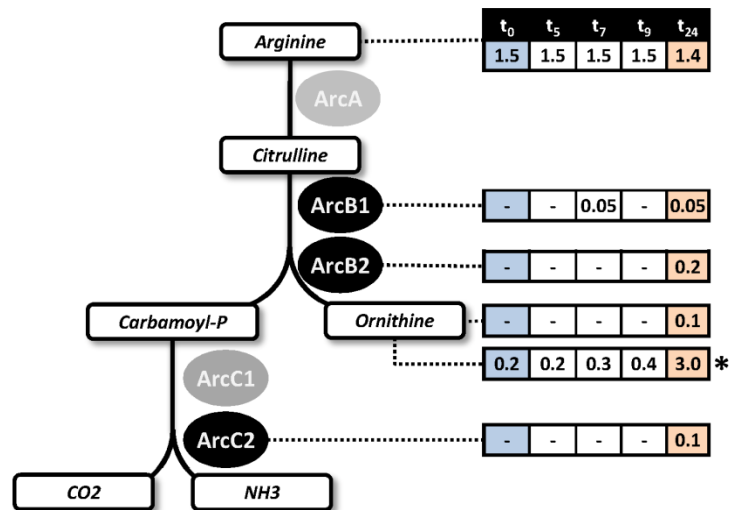 t0 t5 t7 t9 t24
Arginine 1.5 1.5 1.5 1.5 1.4
ArcA
Citrulline
ArcB1 - - 0.05 - 0.05
ArcB2 - - - - 0.2
Carbamoyl-P Ornithine - - - - 0.1
0.2 0.2 0.3 0.4 3.0 *
ArcC1
ArcC2 - - - - 0.1
CO2 NH3